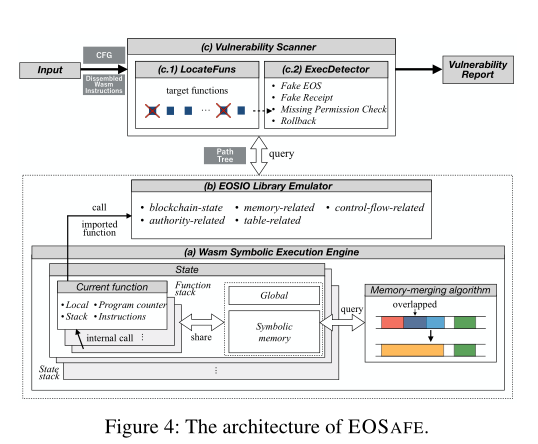 (c) Vulnerability Scanner
CFG
Input
Dissembled
Wasm
Instructions
(c.1) LocateFuns
target functions
...
(c.2) ExecDetector
• Fake EOS
• Fake Receipt
• Missing Permission Check
• Rollback
Vulnerability
Report
Path
Tree
query
(b) EOSIO Library Emulator
• blockchain-state • memory-related • control-flow-related
• authority-related • table-related
call
imported
function
(a) Wasm Symbolic Execution Engine
State
Current function
• Local • Program counter
• Stack • Instructions
internal call
Function
stack
share
Global
Symbolic
memory
query
Memory-merging algorithm
overlapped
State
stack
Figure 4: The architecture of EOSAFE.